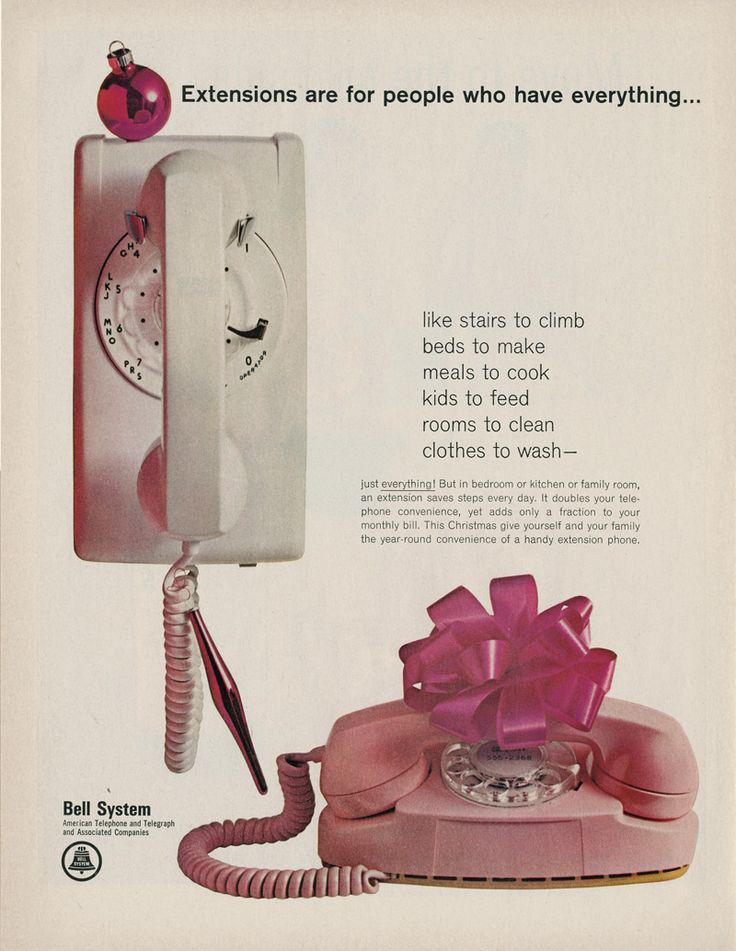 Extensions are for people who have everything...
GH4
1
LKJ 5
MNO 6
PRS 7
0
OPERATOR
like stairs to climb
beds to make
meals to cook
kids to feed
rooms to clean
clothes to wash—
just everything! But in bedroom or kitchen or family room,
an extension saves steps every day. It doubles your tele-
phone convenience, yet adds only a fraction to your
monthly bill. This Christmas give yourself and your family
the year-round convenience of a handy extension phone.
555-2368
Bell System
American Telephone and Telegraph
and Associated Companies
BELL
SYSTEM